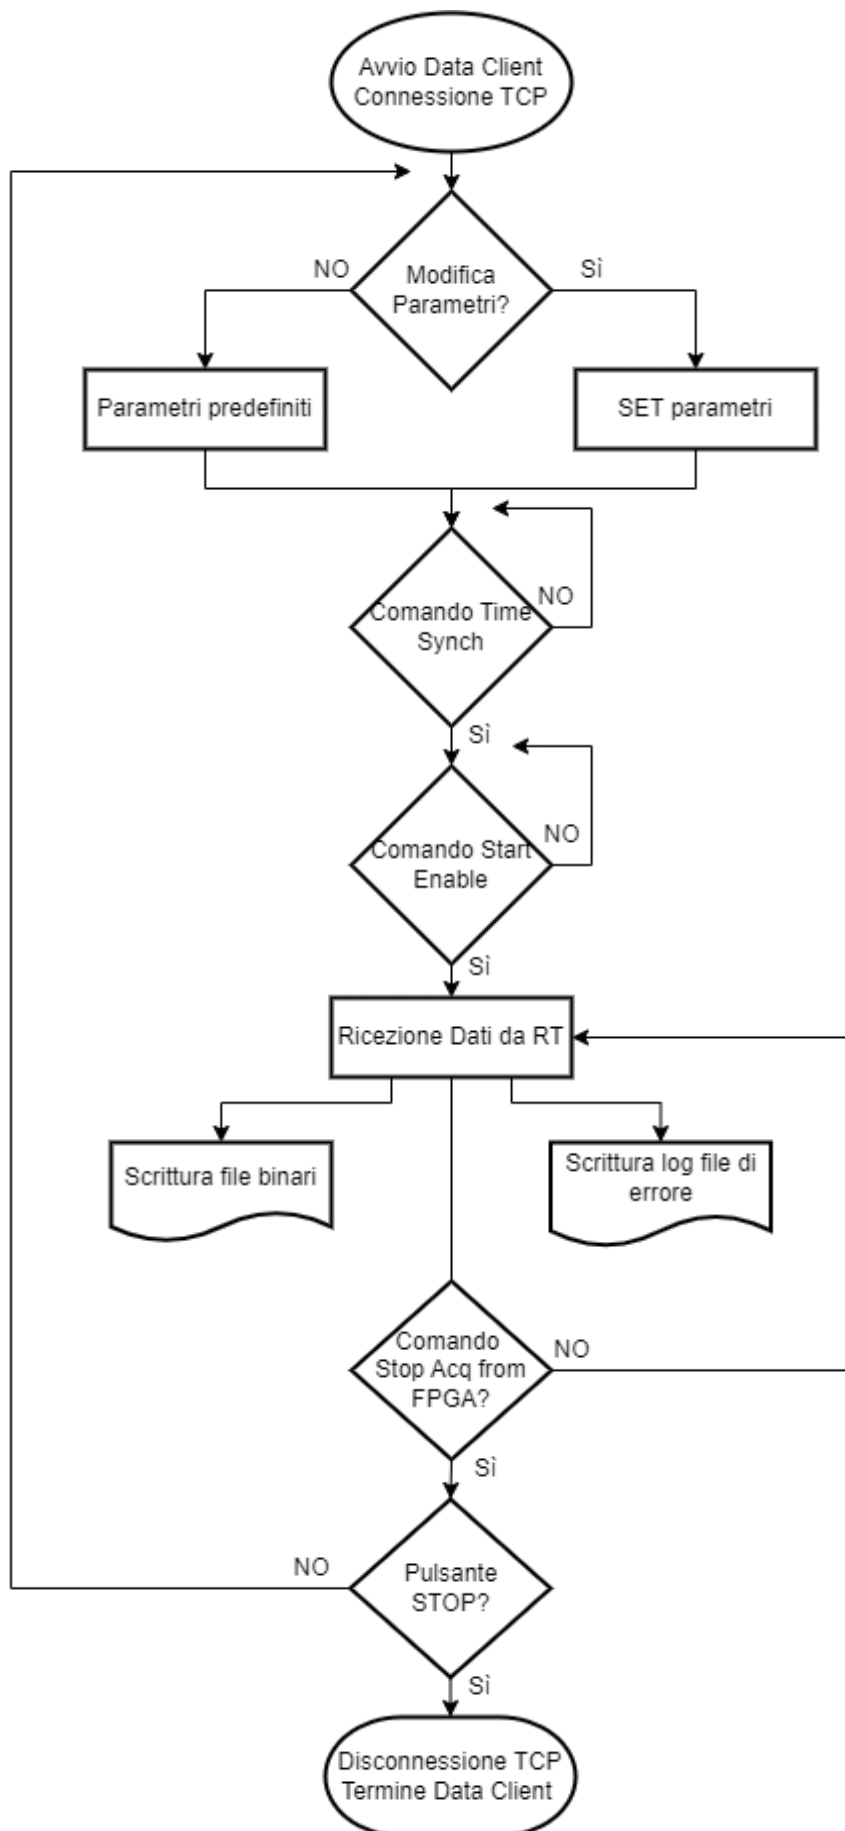 Avvio Data Client
Connessione TCP
NO
Modifica
Parametri?
Sì
Parametri predefiniti
SET parametri
NO
Comando Time
Synch
Sì
NO
Comando Start
Enable
Sì
Ricezione Dati da RT
Scrittura file binari
Scrittura log file di
errore
Comando
Stop Acq from
FPGA?
NO
Sì
NO
Pulsante
STOP?
Sì
Disconnessione TCP
Termine Data Client